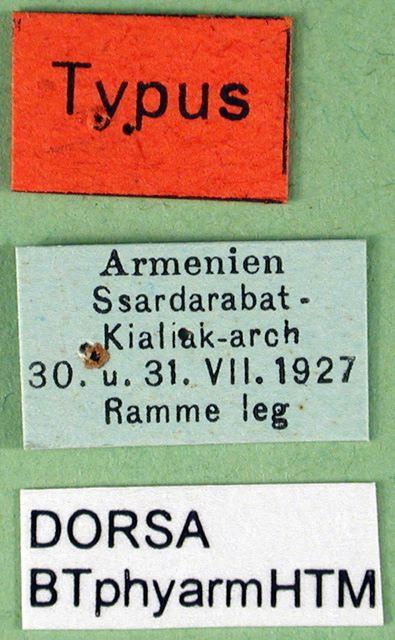 Typus
Armenien
Ssardarabat-
Kialiak-arch
30. u. 31. VII. 1927
Ramme leg
DORSA
BTphyarmHTM